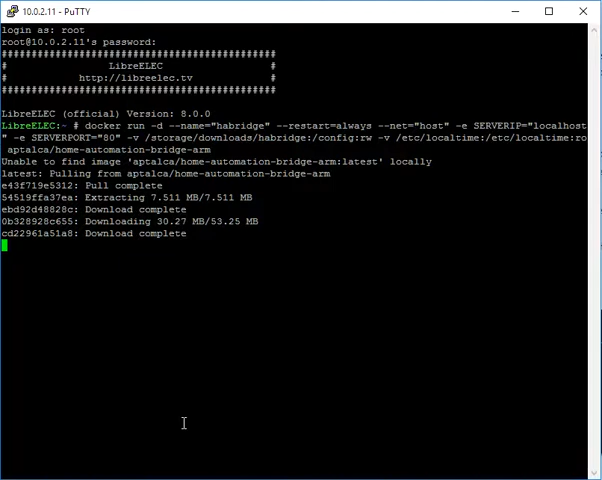 10.0.2.11 - PuTTY
login as: root
root@10.0.2.11's password:
##############################################
#                 LibreELEC                  #
#            http://libreelec.tv             #
##############################################
LibreELEC (official) Version: 8.0.0
LibreELEC:~ # docker run -d --name="habridge" --restart=always --net="host" -e SERVERIP="localhost
" -e SERVERPORT="80" -v /storage/downloads/habridge:/config:rw -v /etc/localtime:/etc/localtime:ro
 aptalca/home-automation-bridge-arm
Unable to find image 'aptalca/home-automation-bridge-arm:latest' locally
latest: Pulling from aptalca/home-automation-bridge-arm
e43f719e5312: Pull complete
54519ffa37ea: Extracting 7.511 MB/7.511 MB
ebd92d48828c: Download complete
0b328928c655: Downloading 30.27 MB/53.25 MB
cd22961a51a8: Download complete